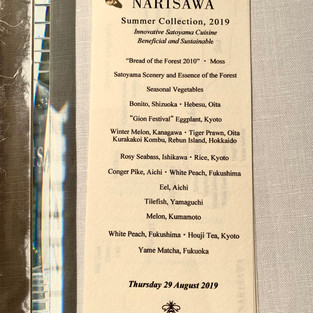 NARISAWA
Summer Collection, 2019
Innovative Satoyama Cuisine
Beneficial and Sustainable
"Bread of the Forest 2010" ・ Moss
Satoyama Scenery and Essence of the Forest
Seasonal Vegetables
Bonito, Shizuoka・Hebesu, Oita
"Gion Festival" Eggplant, Kyoto
Winter Melon, Kanagawa・Tiger Prawn, Oita
Kurakakoi Kombu, Rebun Island, Hokkaido
Rosy Seabass, Ishikawa・Rice, Kyoto
Conger Pike, Aichi・White Peach, Fukushima
Eel, Aichi
Tilefish, Yamaguchi
Melon, Kumamoto
White Peach, Fukushima・Houji Tea, Kyoto
Yame Matcha, Fukuoka
Thursday 29 August 2019